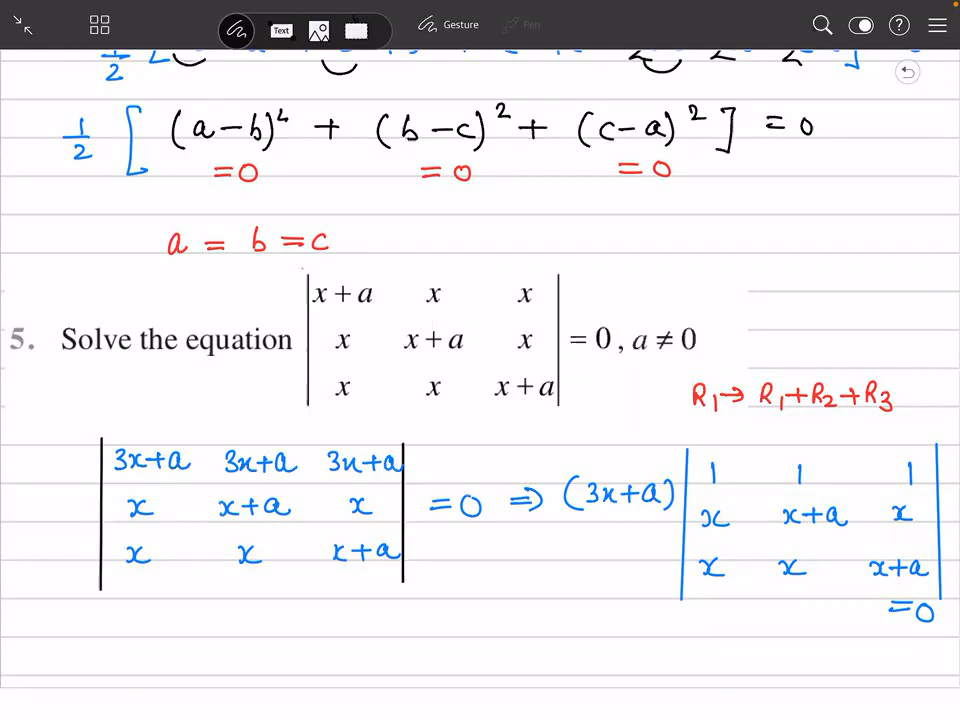 Text Gesture Pen
1/2 [ (a-b)² + (b-c)² + (c-a)² ] = 0
=0 =0 =0
a = b = c
5. Solve the equation | x+a x x |
| x x+a x | = 0, a ≠ 0
| x x x+a |
R₁→ R₁+R₂+R₃
| 3x+a 3x+a 3x+a | | 1 1 1 |
| x x+a x | =0 ⇒ (3x+a) | x x+a x |
| x x x+a | | x x x+a |
=0